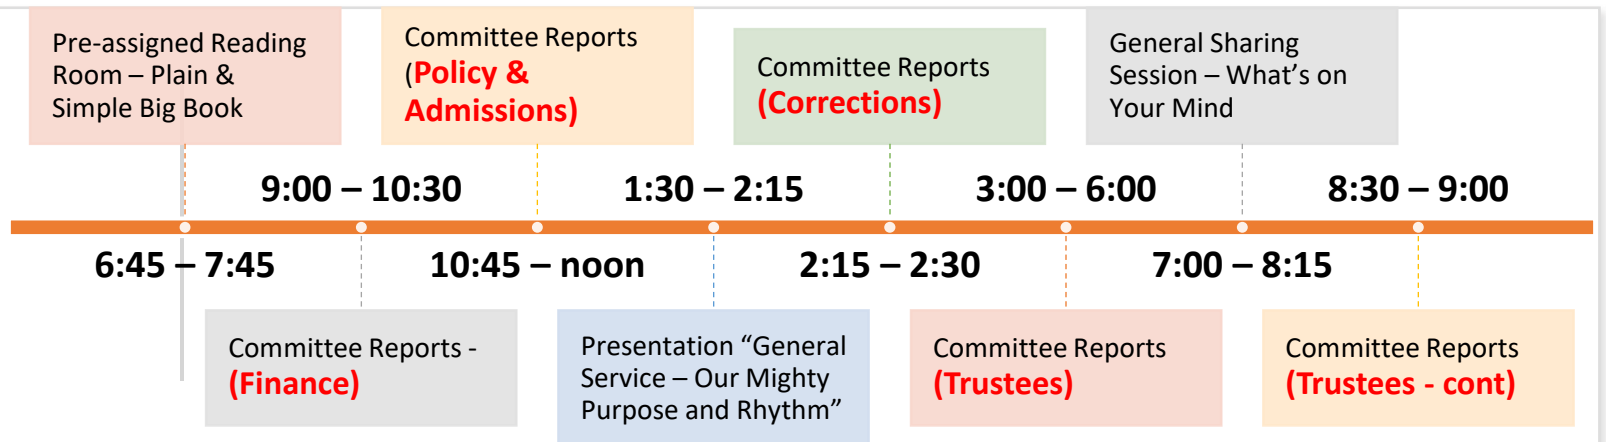 Pre-assigned Reading
Room – Plain &
Simple Big Book
Committee Reports
(Policy &
Admissions)
Committee Reports
(Corrections)
General Sharing
Session – What’s on
Your Mind
9:00 – 10:30
1:30 – 2:15
3:00 – 6:00
8:30 – 9:00
6:45 – 7:45
10:45 – noon
2:15 – 2:30
7:00 – 8:15
Committee Reports -
(Finance)
Presentation “General
Service – Our Mighty
Purpose and Rhythm”
Committee Reports
(Trustees)
Committee Reports
(Trustees - cont)